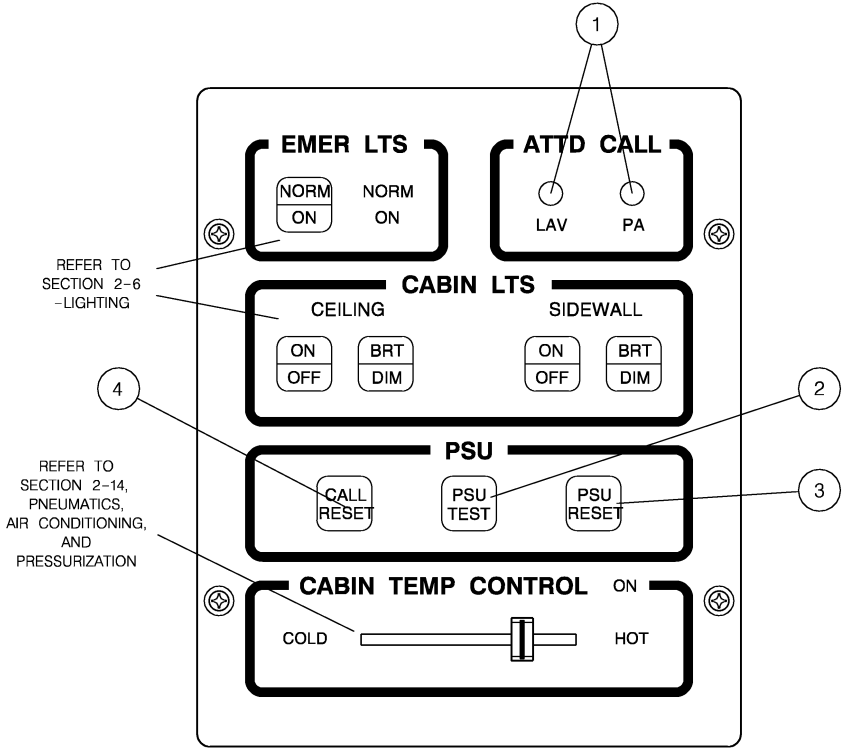 1
EMER LTS
ATTD CALL
NORM
ON
NORM
ON
LAV
PA
REFER TO
SECTION 2-6
-LIGHTING
CABIN LTS
CEILING
SIDEWALL
ON
OFF
BRT
DIM
ON
OFF
BRT
DIM
4
2
PSU
REFER TO
SECTION 2-14,
PNEUMATICS,
AIR CONDITIONING,
AND
PRESSURIZATION
CALL
RESET
PSU
TEST
PSU
RESET
3
CABIN TEMP CONTROL
ON
COLD
HOT